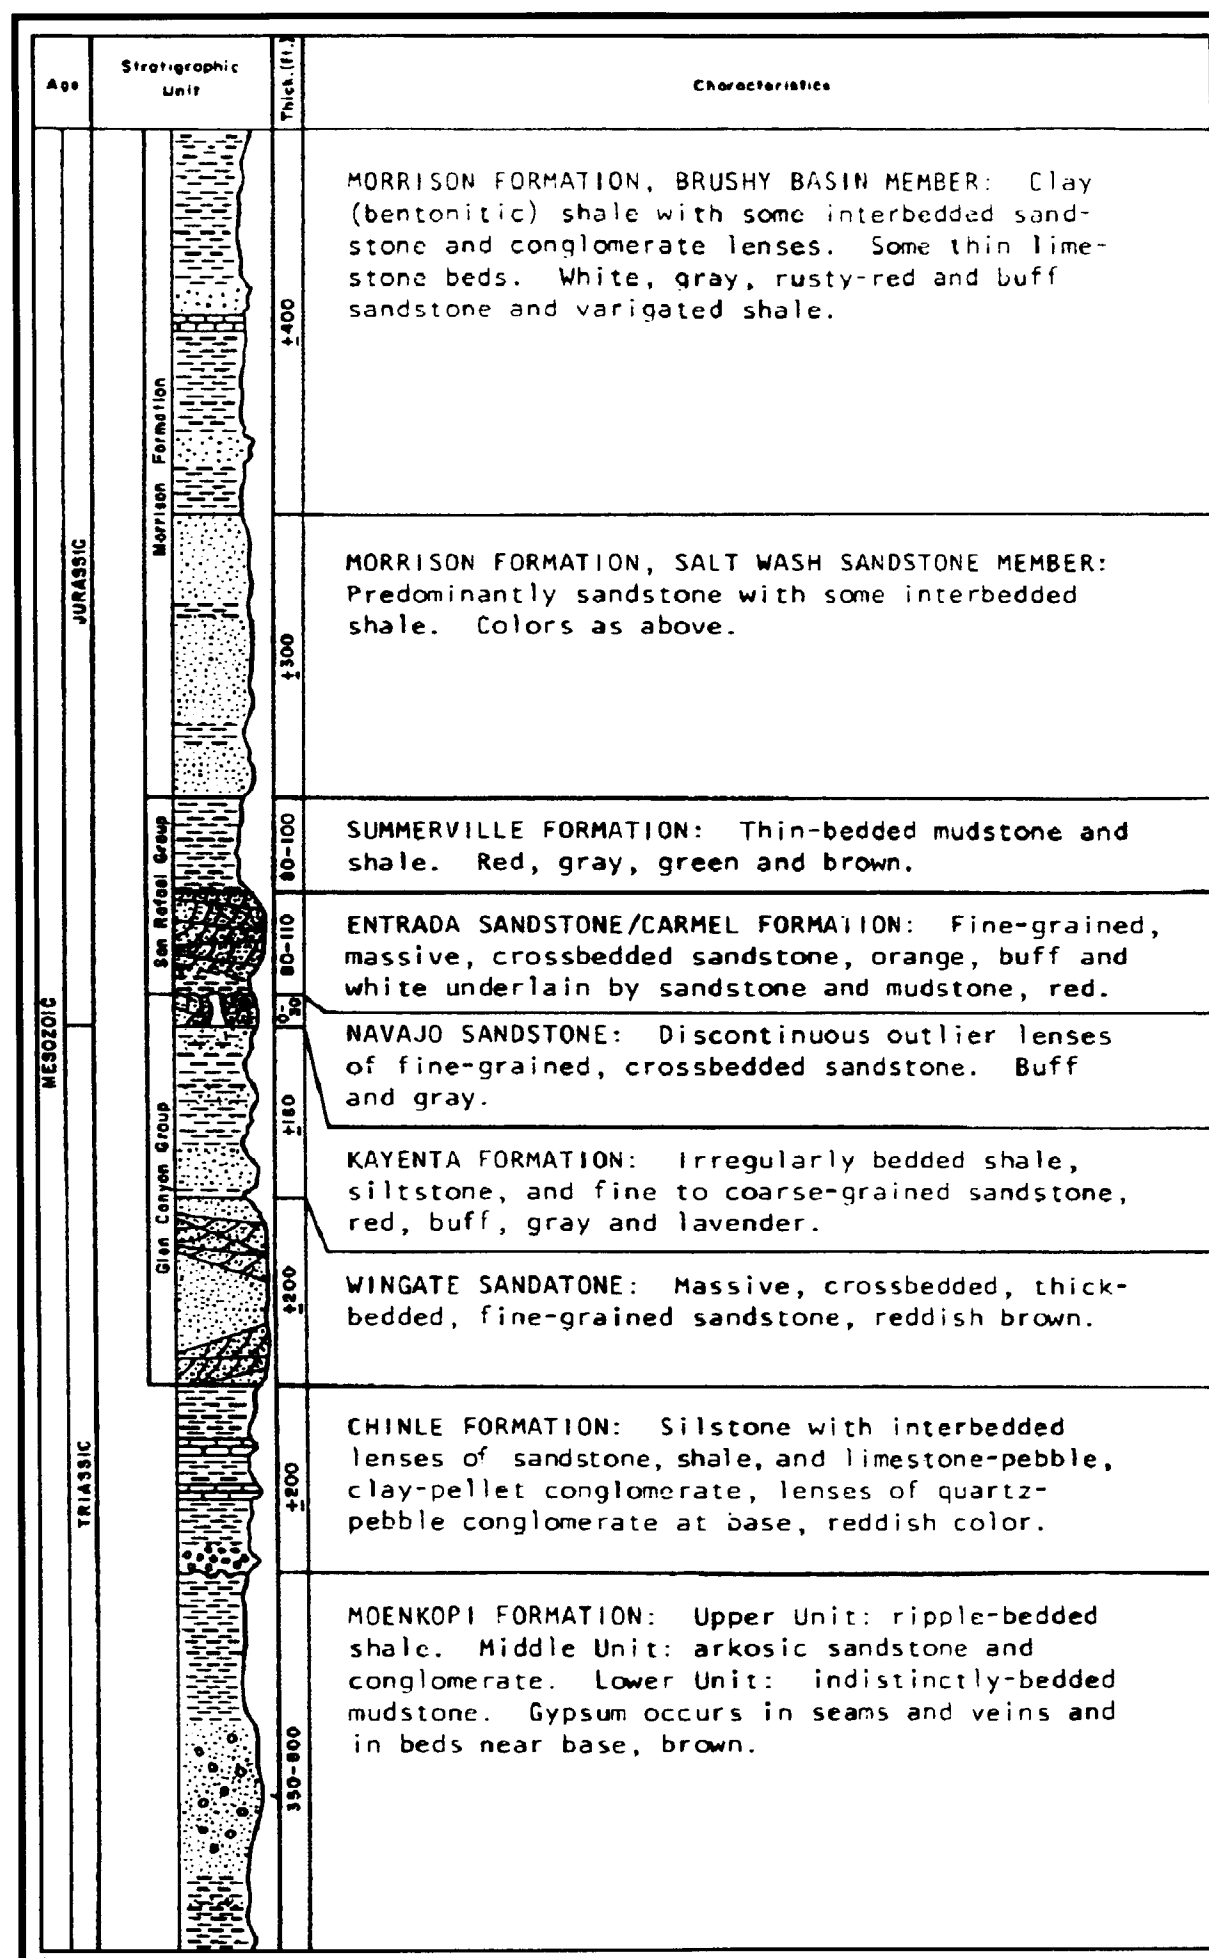 Age
Stratigraphic
Unit
Thick.(ft.)
Characteristics
MESOZOIC
JURASSIC
TRIASSIC
Morrison Formation
San Rafael Group
Glen Canyon Group
±400
MORRISON FORMATION, BRUSHY BASIN MEMBER: Clay
(bentonitic) shale with some interbedded sand-
stone and conglomerate lenses. Some thin lime-
stone beds. White, gray, rusty-red and buff
sandstone and varigated shale.
±300
MORRISON FORMATION, SALT WASH SANDSTONE MEMBER:
Predominantly sandstone with some interbedded
shale. Colors as above.
80-100
SUMMERVILLE FORMATION: Thin-bedded mudstone and
shale. Red, gray, green and brown.
80-110
ENTRADA SANDSTONE/CARMEL FORMATION: Fine-grained,
massive, crossbedded sandstone, orange, buff and
white underlain by sandstone and mudstone, red.
0-
30
NAVAJO SANDSTONE: Discontinuous outlier lenses
of fine-grained, crossbedded sandstone. Buff
and gray.
±180
KAYENTA FORMATION: Irregularly bedded shale,
siltstone, and fine to coarse-grained sandstone,
red, buff, gray and lavender.
±200
WINGATE SANDATONE: Massive, crossbedded, thick-
bedded, fine-grained sandstone, reddish brown.
±200
CHINLE FORMATION: Silstone with interbedded
lenses of sandstone, shale, and limestone-pebble,
clay-pellet conglomerate, lenses of quartz-
pebble conglomerate at base, reddish color.
350-800
MOENKOPI FORMATION: Upper Unit: ripple-bedded
shale. Middle Unit: arkosic sandstone and
conglomerate. Lower Unit: indistinctly-bedded
mudstone. Gypsum occurs in seams and veins and
in beds near base, brown.